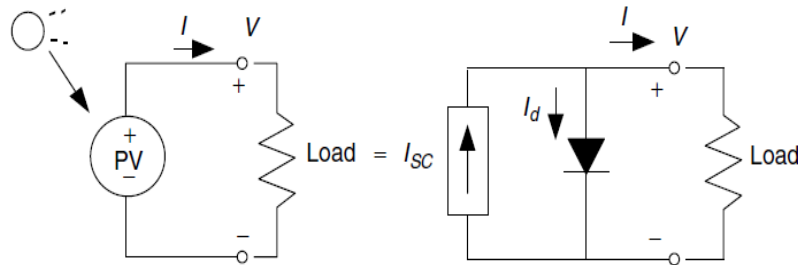 I V I V
+ +
+ I_d
PV Load = I_SC Load
−
− −